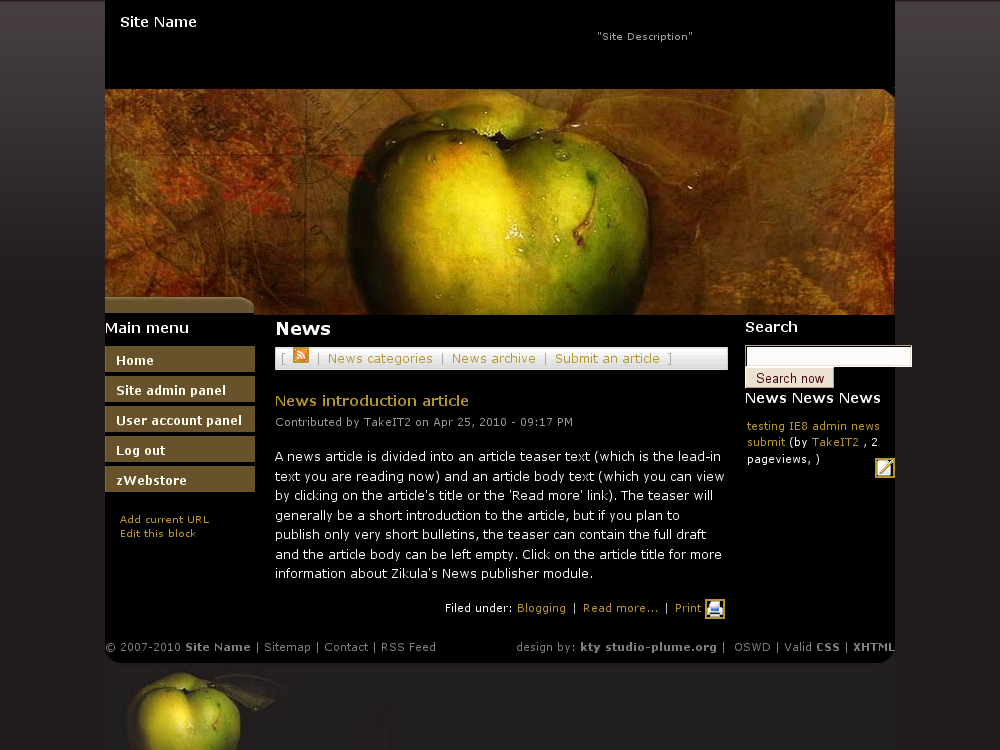 Site Name
"Site Description"
Main menu
Home
Site admin panel
User account panel
Log out
zWebstore
Add current URL
Edit this block
News
[ | News categories | News archive | Submit an article ]
News introduction article
Contributed by TakeIT2 on Apr 25, 2010 - 09:17 PM
A news article is divided into an article teaser text (which is the lead-in
text you are reading now) and an article body text (which you can view
by clicking on the article's title or the 'Read more' link). The teaser will
generally be a short introduction to the article, but if you plan to
publish only very short bulletins, the teaser can contain the full draft
and the article body can be left empty. Click on the article title for more
information about Zikula's News publisher module.
Filed under: Blogging | Read more... | Print
Search
Search now
News News News
testing IE8 admin news
submit (by TakeIT2 , 2
pageviews, )
© 2007-2010 Site Name | Sitemap | Contact | RSS Feed
design by: kty studio-plume.org | OSWD | Valid CSS | XHTML